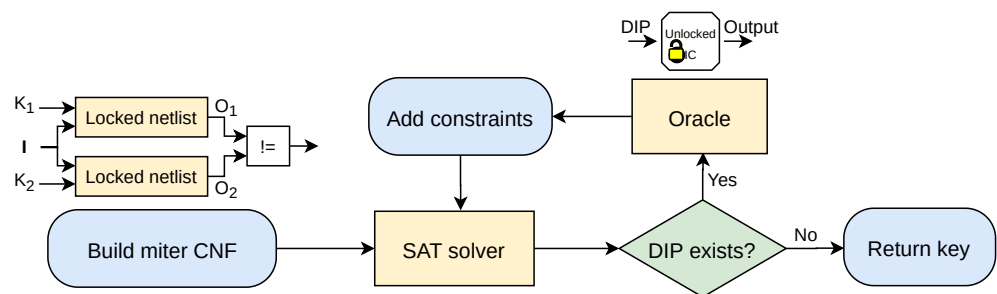 DIP
Unlocked
IC
Output
K1
Locked netlist
O1
I
!=
K2
Locked netlist
O2
Add constraints
Oracle
Yes
Build miter CNF
SAT solver
DIP exists?
No
Return key